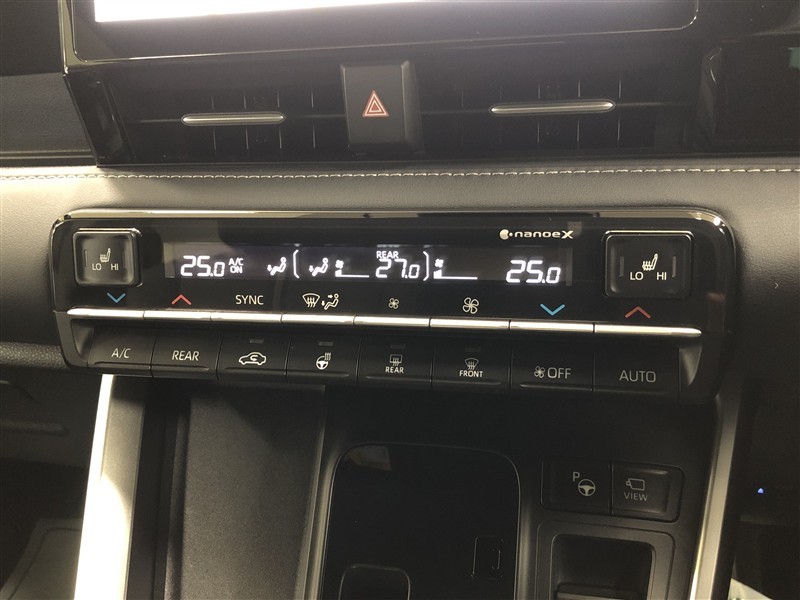 nanoeX
LO HI
25.0 A/C ON REAR 27.0 25.0
LO HI
SYNC
A/C REAR REAR FRONT OFF AUTO
P VIEW